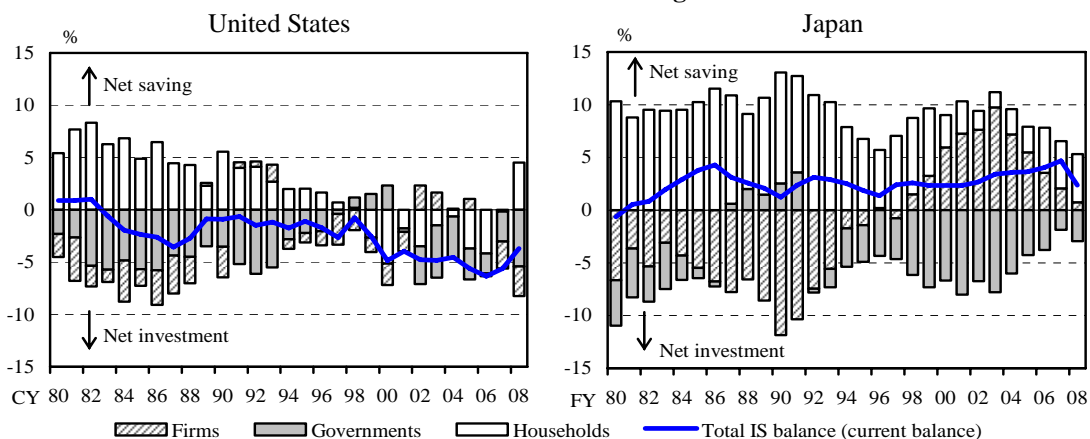 United States
Japan
%
15
10
5
0
-5
-10
-15
Net saving
Net investment
CY 80 82 84 86 88 90 92 94 96 98 00 02 04 06 08
%
15
10
5
0
-5
-10
-15
Net saving
Net investment
FY 80 82 84 86 88 90 92 94 96 98 00 02 04 06 08
Firms Governments Households Total IS balance (current balance)